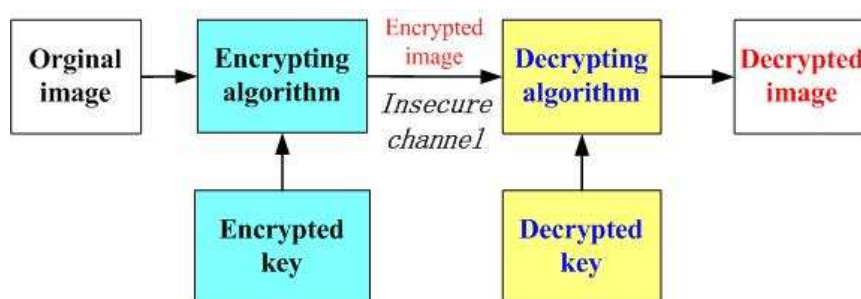 Orginal
image
Encrypting
algorithm
Encrypted
image
Insecure
channel
Decrypting
algorithm
Decrypted
image
Encrypted
key
Decrypted
key